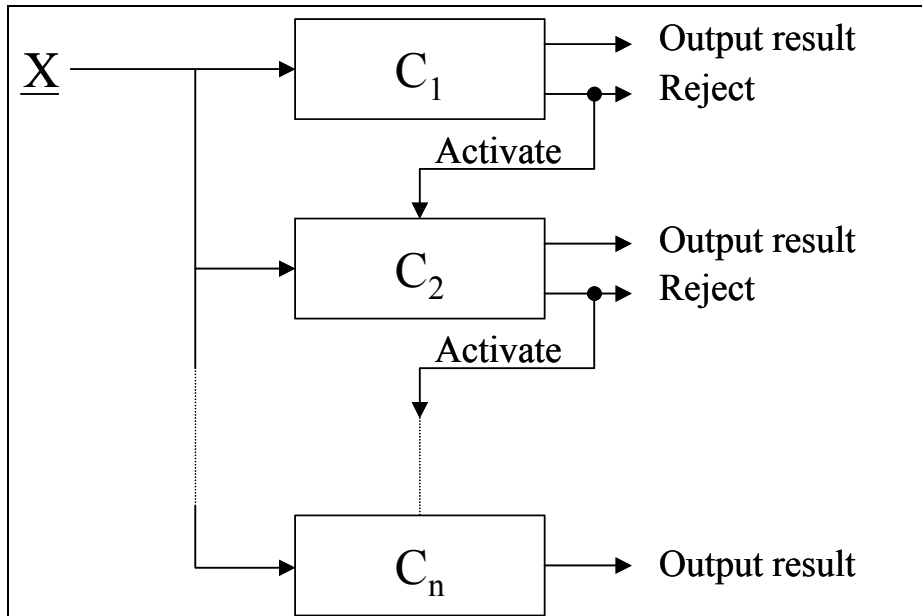 X
C1
Output result
Reject
Activate
C2
Output result
Reject
Activate
Cn
Output result